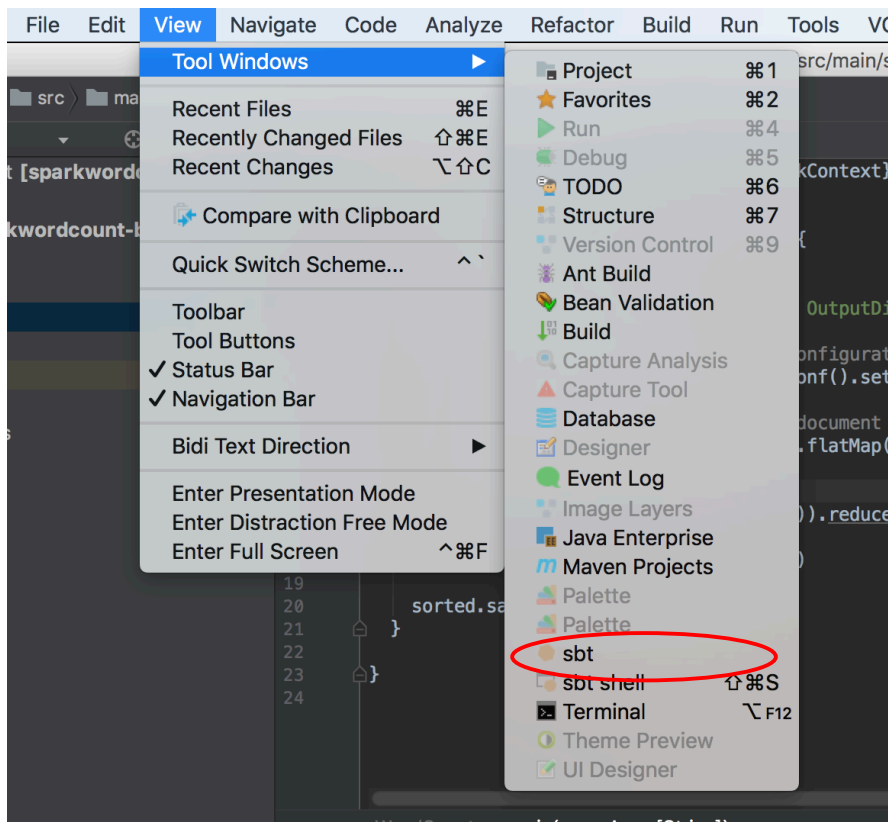 File Edit View Navigate Code Analyze Refactor Build Run Tools
Tool Windows
Recent Files ⌘E
Recently Changed Files ⇧⌘E
Recent Changes ⌥⇧C
Compare with Clipboard
Quick Switch Scheme... ^`
Toolbar
Tool Buttons
✓ Status Bar
✓ Navigation Bar
Bidi Text Direction
Enter Presentation Mode
Enter Distraction Free Mode
Enter Full Screen ^⌘F
Project ⌘1
Favorites ⌘2
Run ⌘4
Debug ⌘5
TODO ⌘6
Structure ⌘7
Version Control ⌘9
Ant Build
Bean Validation
Build
Capture Analysis
Capture Tool
Database
Designer
Event Log
Image Layers
Java Enterprise
Maven Projects
Palette
Palette
sbt
sbt shell ⇧⌘S
Terminal ⌥F12
Theme Preview
UI Designer
src/main/s
src ma
t [sparkwordc
kwordcount-b
kContext}
{
OutputDi
onfigurat
onf().set
document
.flatMap(
)).reduce
)
19
20 sorted.sa
21 }
22
23 }
24